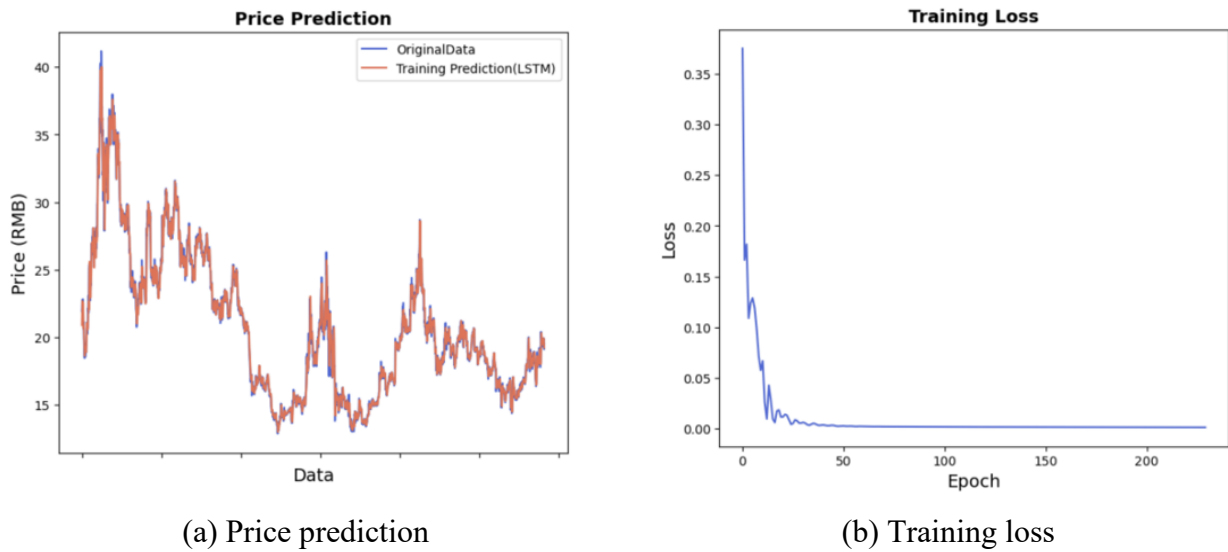 Price Prediction
OriginalData
Training Prediction(LSTM)
40
35
30
25
20
15
Price (RMB)
Data
(a) Price prediction
Training Loss
0.35
0.30
0.25
0.20
0.15
0.10
0.05
0.00
Loss
0 50 100 150 200
Epoch
(b) Training loss